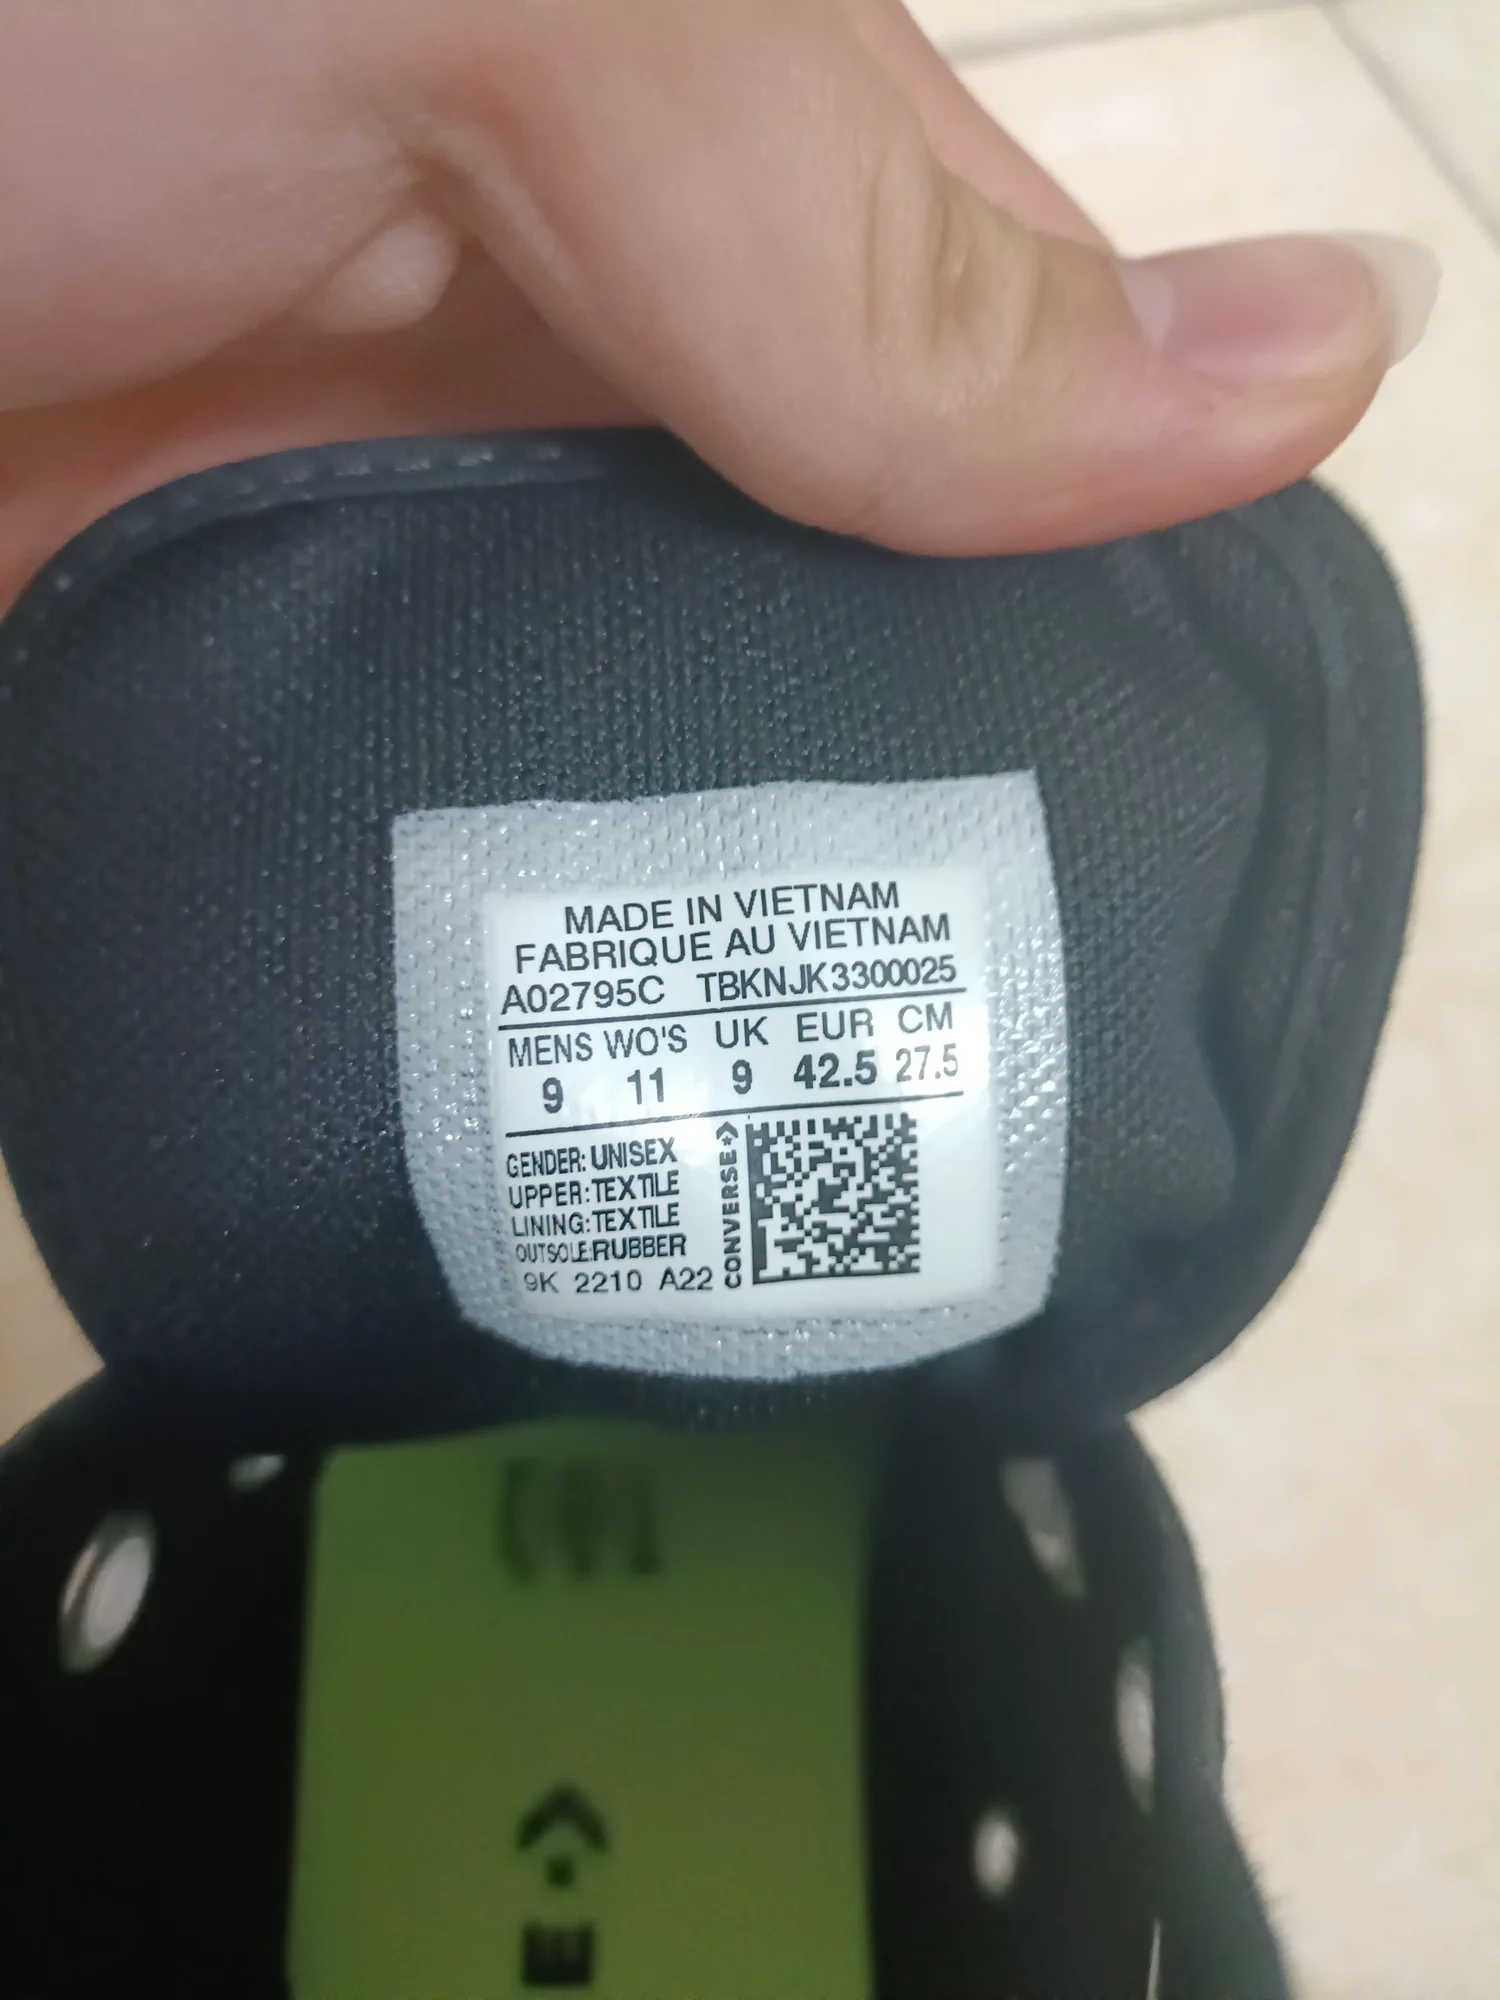 MADE IN VIETNAM
FABRIQUE AU VIETNAM
A02795C TBKNJK3300025
MENS WO'S UK EUR CM
9 11 9 42.5 27.5
GENDER: UNISEX
UPPER: TEXTILE
LINING: TEXTILE
OUTSOLE: RUBBER
9K 2210 A22
CONVERSE
E